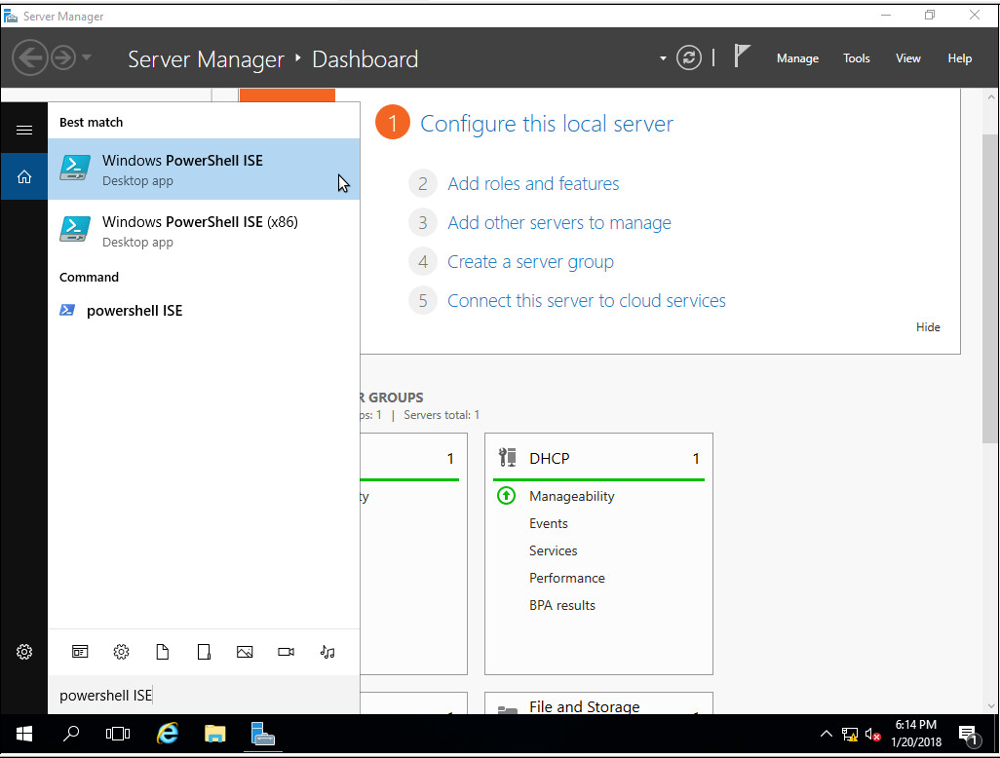 Server Manager
Server Manager
Dashboard
Manage
Tools
View
Help
Best match
Windows PowerShell ISE
Desktop app
Windows PowerShell ISE (x86)
Desktop app
Command
powershell ISE
powershell ISE
1
Configure this local server
2
Add roles and features
3
Add other servers to manage
4
Create a server group
5
Connect this server to cloud services
Hide
GROUPS
1 | Servers total: 1
1
DHCP
1
Manageability
Events
Services
Performance
BPA results
File and Storage
6:14 PM
1/20/2018
1